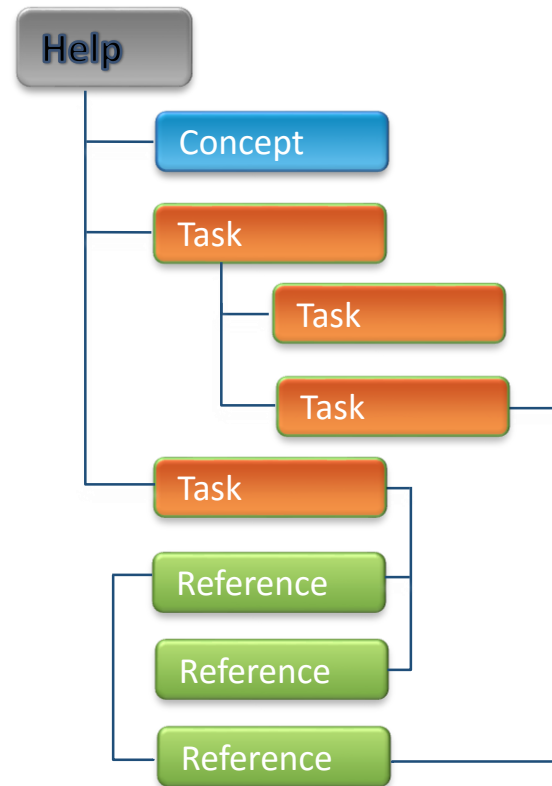 Help
Concept
Task
Task
Task
Task
Reference
Reference
Reference